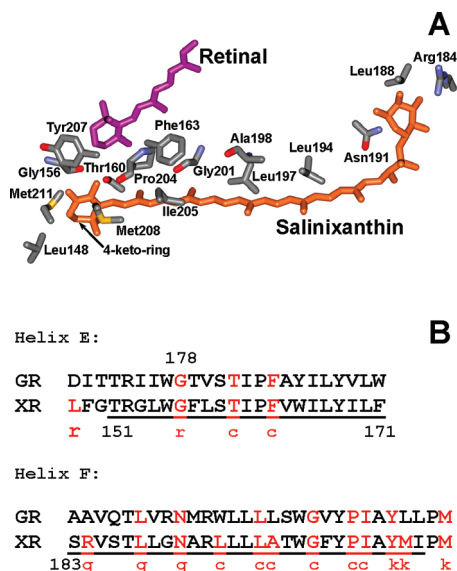 A
Retinal
Arg184
Leu188
Tyr207
Phe163
Ala198
Leu194
Asn191
Gly156
Thr160
Pro204
Gly201
Leu197
Met211
Ile205
Salinixanthin
Met208
Leu148
4-keto-ring
B
Helix E:
178
GR DITTRIIWGTVSTIPFAYILYVLW
XR LFGTRGLWGFLSTIPFVWILYILF
r 151 r c c 171
Helix F:
GR AAVQTLVRNMRWLLLLSWGVYPIAYLLPM
XR SRVSTLLGNARLLLLATWGFYPIAYMIPM
183g g g c cc c cc kk k